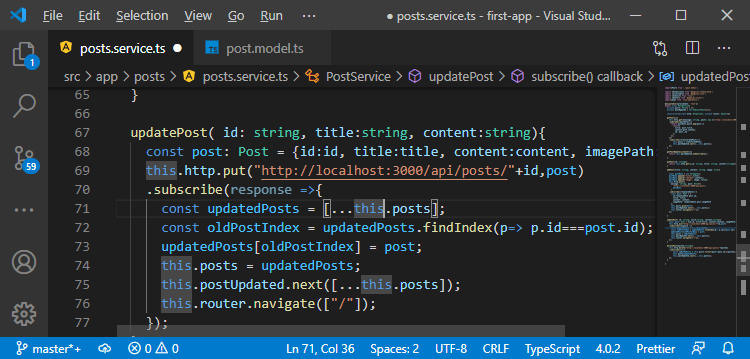 File Edit Selection View Go Run ··· ● posts.service.ts - first-app - Visual Stud...
posts.service.ts ● TS post.model.ts
src > app > posts > posts.service.ts > PostService > updatePost > subscribe() callback > updatedPosts
65 }
66
67 updatePost( id: string, title:string, content:string){
68 const post: Post = {id:id, title:title, content:content, imagePath
69 this.http.put("http://localhost:3000/api/posts/"+id,post)
70 .subscribe(response =>{
71 const updatedPosts = [...this.posts];
72 const oldPostIndex = updatedPosts.findIndex(p=> p.id===post.id);
73 updatedPosts[oldPostIndex] = post;
74 this.posts = updatedPosts;
75 this.postUpdated.next([...this.posts]);
76 this.router.navigate(["/"]);
77 });
1
59
master*+ 0 0 Ln 71, Col 36 Spaces: 2 UTF-8 CRLF TypeScript 4.0.2 Prettier